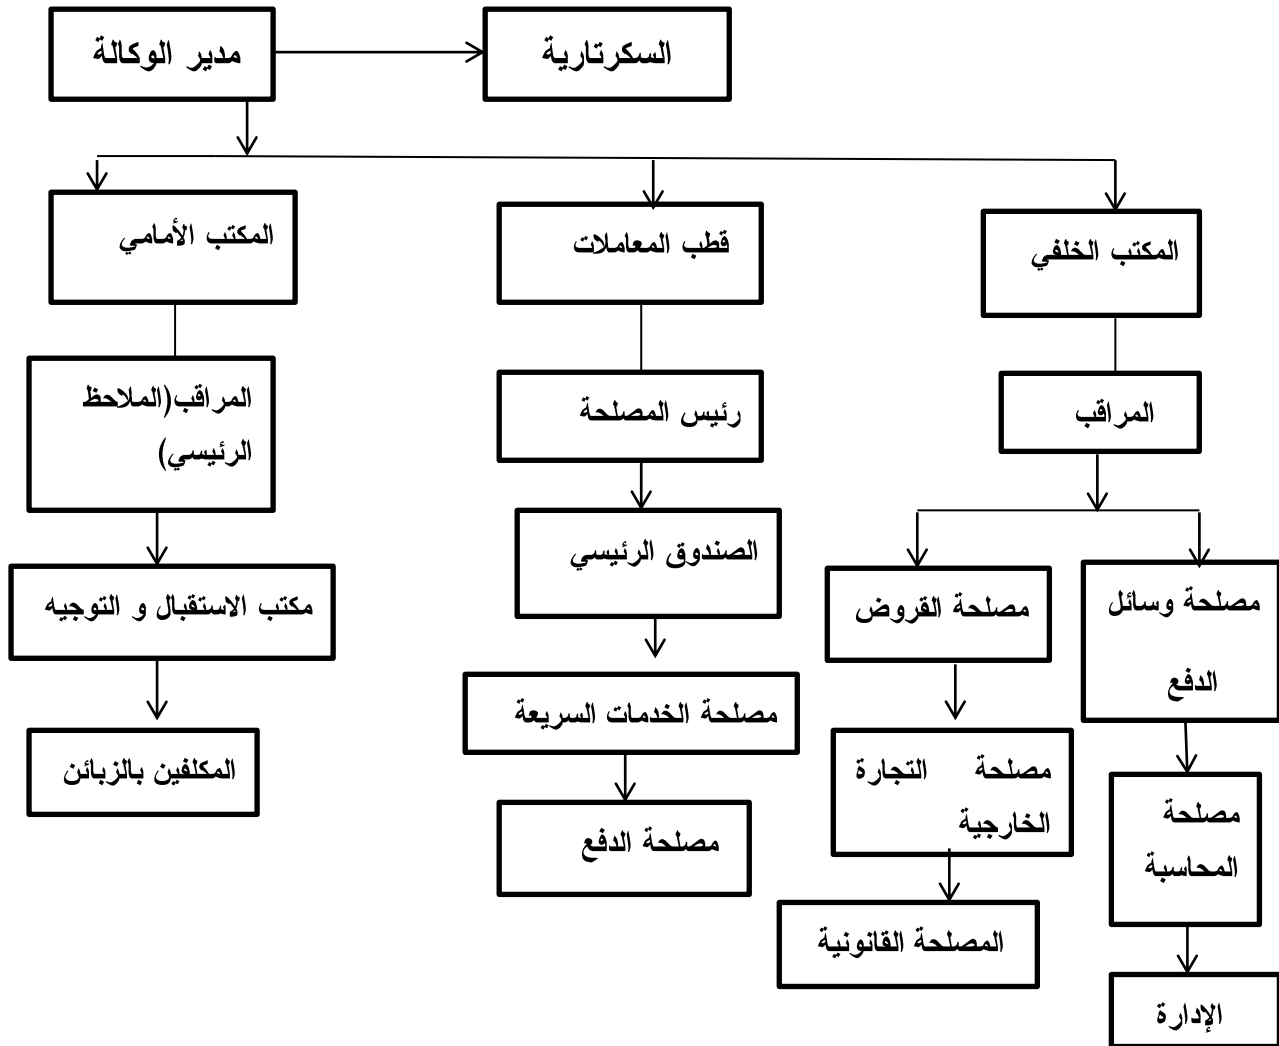 مدير الوكالة
السكرتارية
المكتب الأمامي
قطب المعاملات
المكتب الخلفي
المراقب(الملاحظ
الرئيسي)
رئيس المصلحة
المراقب
مكتب الاستقبال و التوجيه
الصندوق الرئيسي
مصلحة القروض
مصلحة وسائل
الدفع
المكلفين بالزبائن
مصلحة الخدمات السريعة
مصلحة التجارة
الخارجية
مصلحة
المحاسبة
مصلحة الدفع
المصلحة القانونية
الإدارة